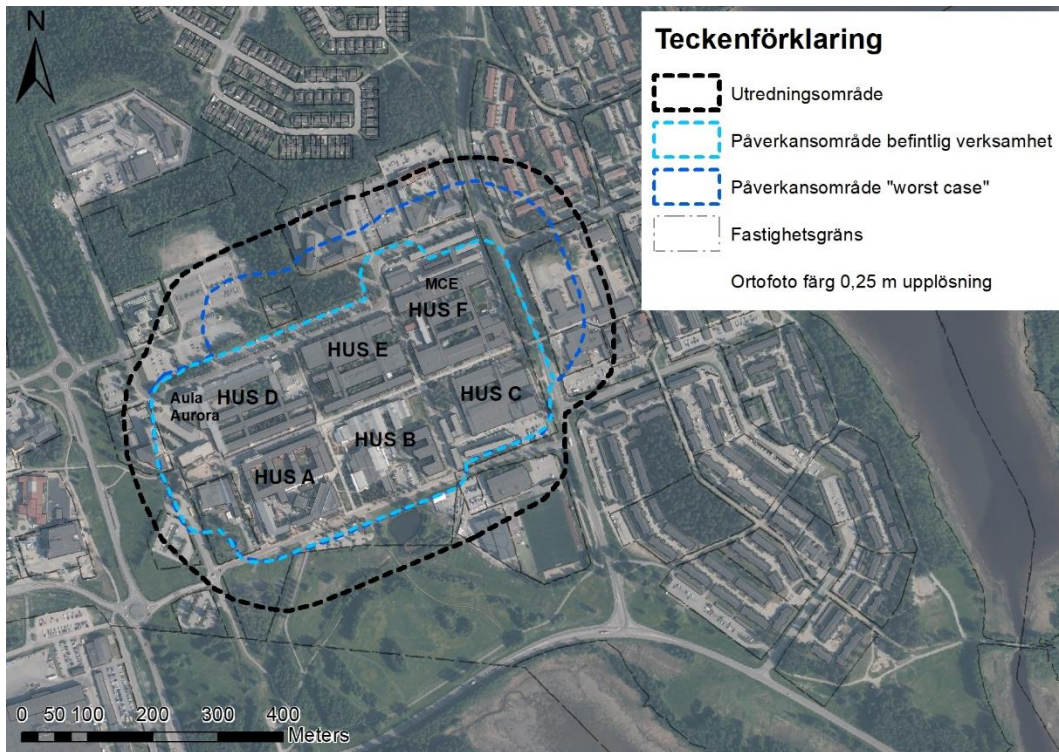 N
Teckenförklaring
Utredningsområde
Påverkansområde befintlig verksamhet
Påverkansområde "worst case"
Fastighetsgräns
Ortofoto färg 0,25 m upplösning
MCE
HUS F
HUS E
HUS C
Aula
Aurora
HUS D
HUS B
HUS A
0 50 100 200 300 400
Meters